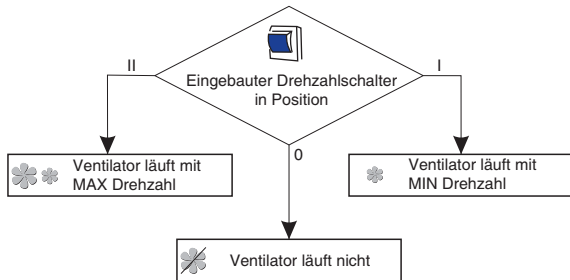 II
Eingebauter Drehzahlschalter
in Position
I
Ventilator läuft mit
MAX Drehzahl
0
Ventilator läuft mit
MIN Drehzahl
Ventilator läuft nicht